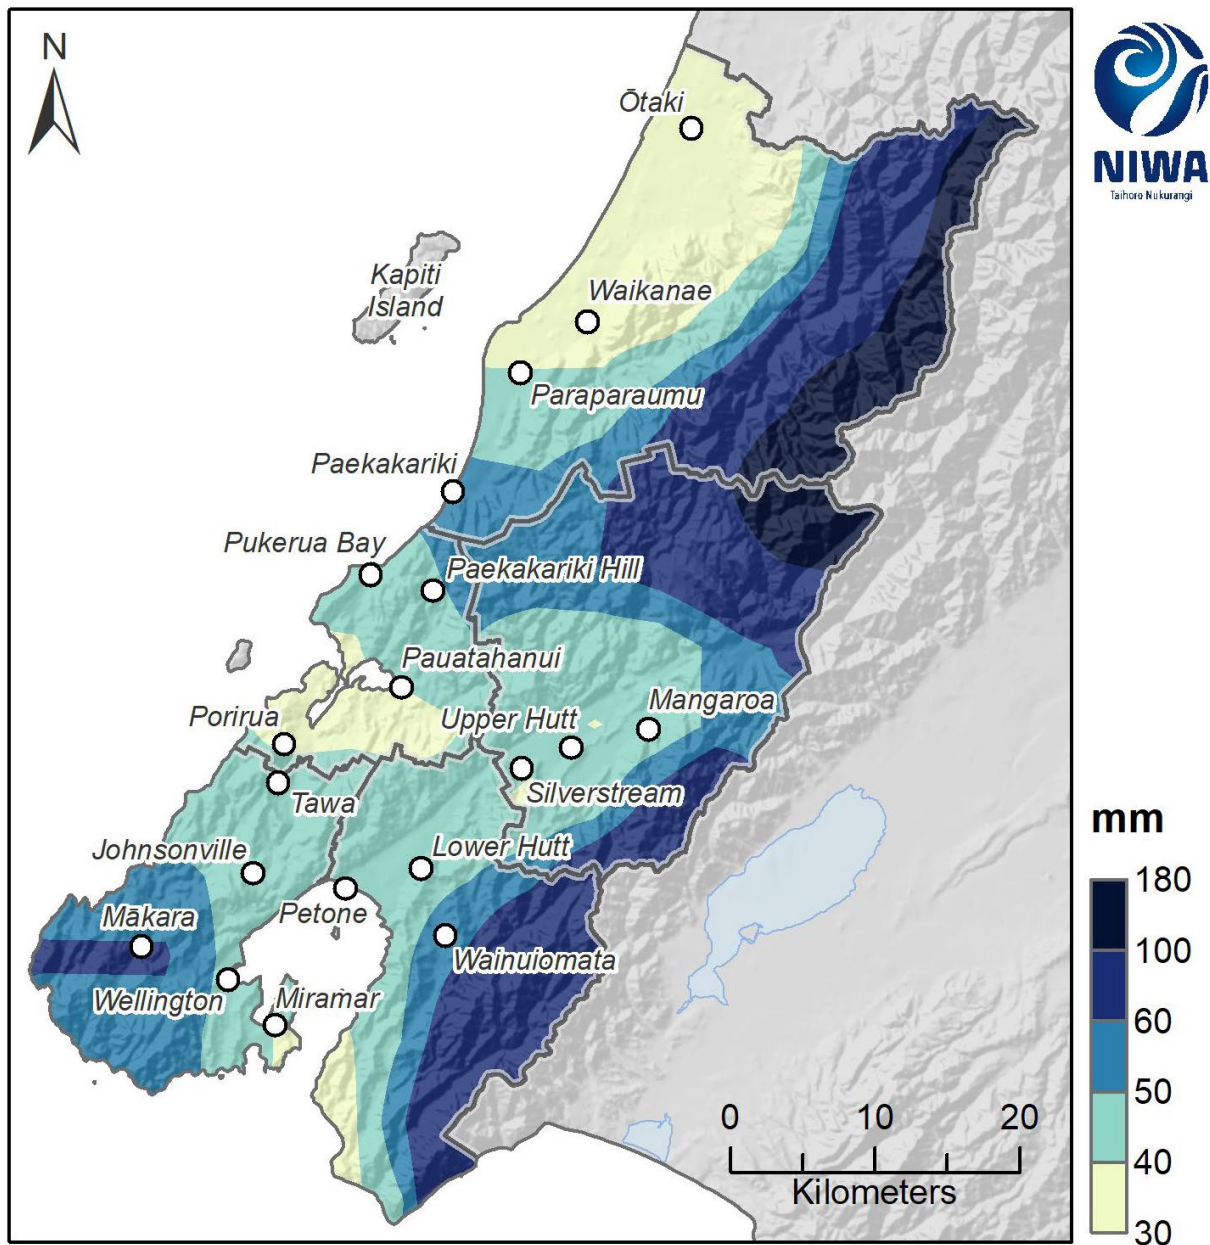 N
NIWA
Taihoro Nukurangi
Ōtaki
Kapiti
Island
Waikanae
Paraparaumu
Paekakariki
Pukerua Bay
Paekakariki Hill
Pauatahanui
Mangaroa
Porirua
Upper Hutt
Silverstream
Tawa
Johnsonville
Lower Hutt
Mākara
Petone
Wainuiomata
Wellington
Miramar
mm
180
100
60
50
40
30
0 10 20
Kilometers